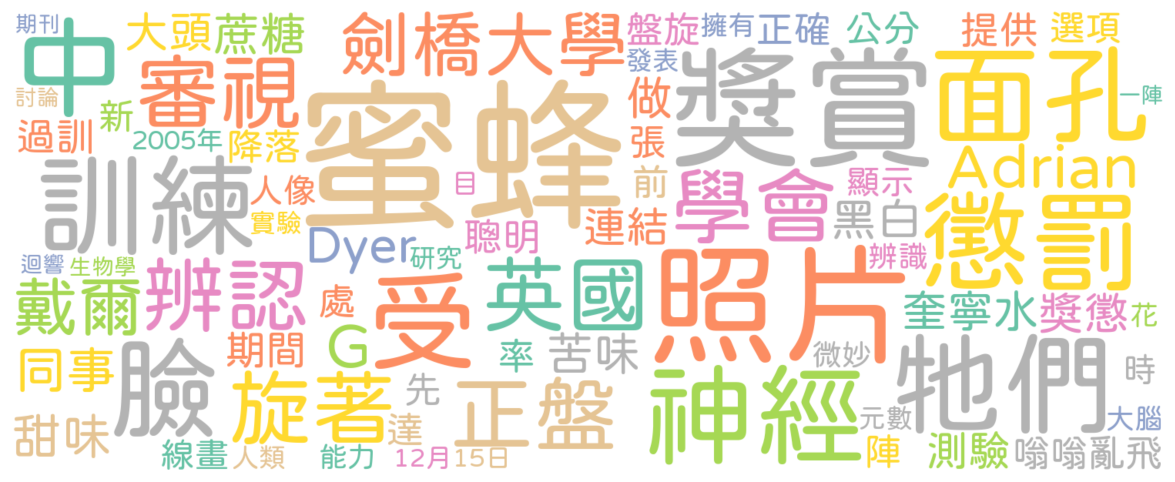 期刊
中
大頭
蔗糖
劍橋大學
盤旋
擁有
正確
公分
提供
選項
發表
審視
討論
新
過訓
2005年
降落
蜜蜂
做
獎賞
面孔
一陣
張
Adrian
訓練
人像
目
前
學會
顯示
實驗
Dyer
聰明
連結
黑白
懲罰
迴響
生物學
研究
辨識
戴爾
辨認
處
受
英國
照片
奎寧水
獎懲
花
同事
臉
期間
G
率
苦味
微妙
牠們
時
旋著
先
正盤
神經
元數
大腦
甜味
達
線畫
人類
能力
12月
15日
陣
測驗
嗡嗡亂飛